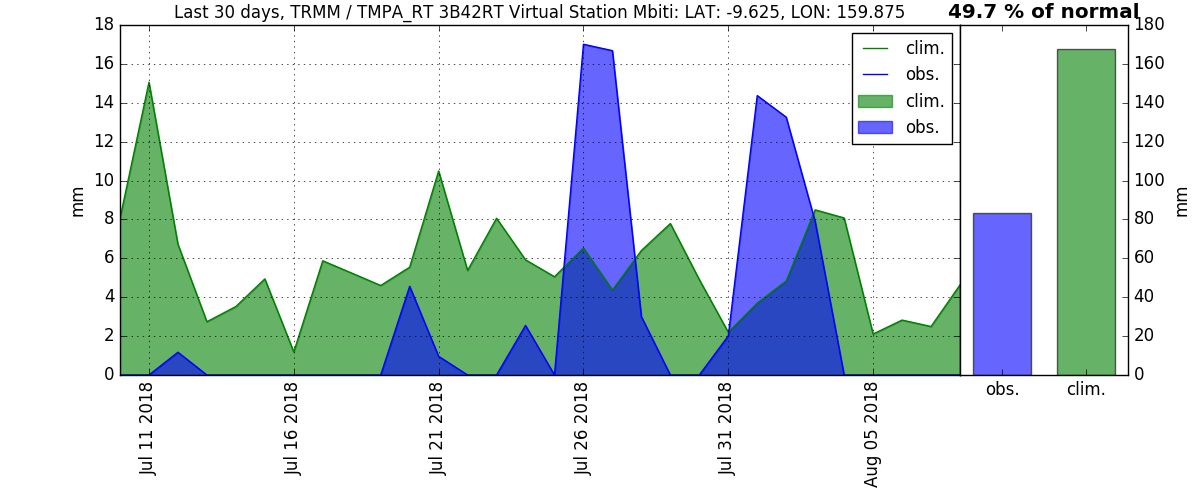 Last 30 days, TRMM / TMPA_RT 3B42RT Virtual Station Mbiti: LAT: -9.625, LON: 159.875
49.7 % of normal
18
16
14
12
10
8
6
4
2
0
mm
clim.
obs.
clim.
obs.
180
160
140
120
100
80
60
40
20
0
mm
Jul 11 2018
Jul 16 2018
Jul 21 2018
Jul 26 2018
Jul 31 2018
Aug 05 2018
obs.
clim.